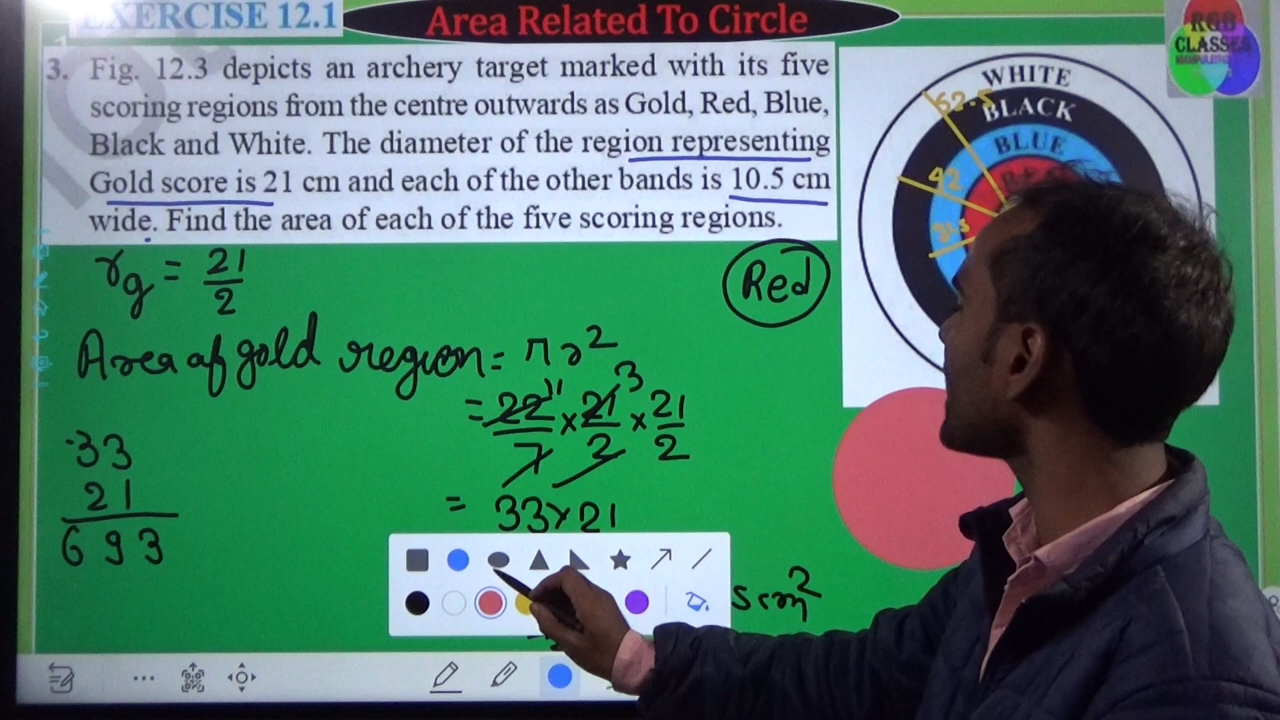 EXERCISE 12.1
Area Related To Circle
RGB
CLASSES
3. Fig. 12.3 depicts an archery target marked with its five
scoring regions from the centre outwards as Gold, Red, Blue,
Black and White. The diameter of the region representing
Gold score is 21 cm and each of the other bands is 10.5 cm
wide. Find the area of each of the five scoring regions.
WHITE
62.5
BLACK
BLUE
42
RE
rg = 21/2
Red
Area of gold region = πr²
= 22/7 11 × 21/2 3 × 21/2
33
21
693
= 33×21
5 cm²